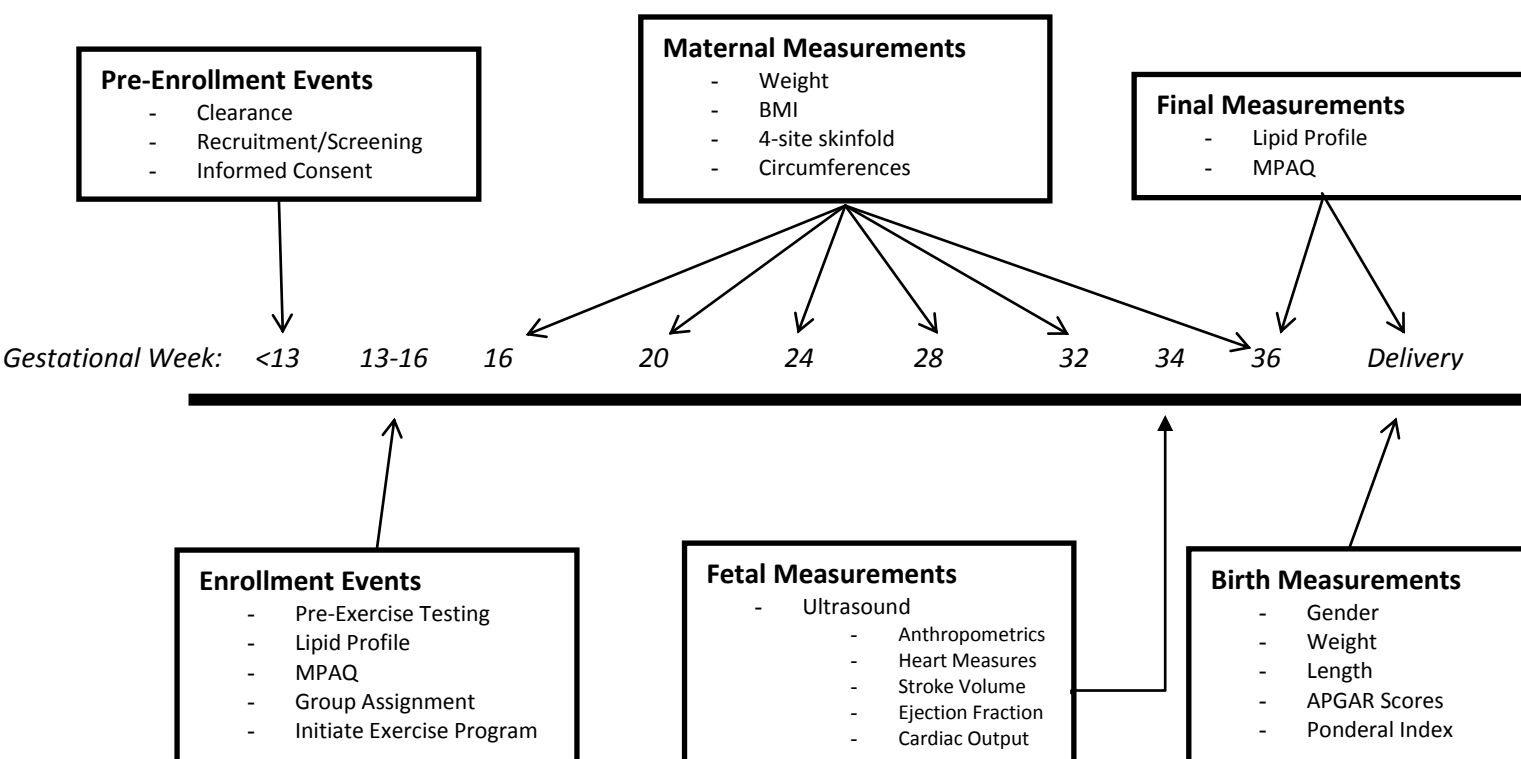 Pre-Enrollment Events
- Clearance
- Recruitment/Screening
- Informed Consent
Maternal Measurements
- Weight
- BMI
- 4-site skinfold
- Circumferences
Final Measurements
- Lipid Profile
- MPAQ
Gestational Week: <13 13-16 16 20 24 28 32 34 36 Delivery
Enrollment Events
- Pre-Exercise Testing
- Lipid Profile
- MPAQ
- Group Assignment
- Initiate Exercise Program
Fetal Measurements
- Ultrasound
- Anthropometrics
- Heart Measures
- Stroke Volume
- Ejection Fraction
- Cardiac Output
Birth Measurements
- Gender
- Weight
- Length
- APGAR Scores
- Ponderal Index